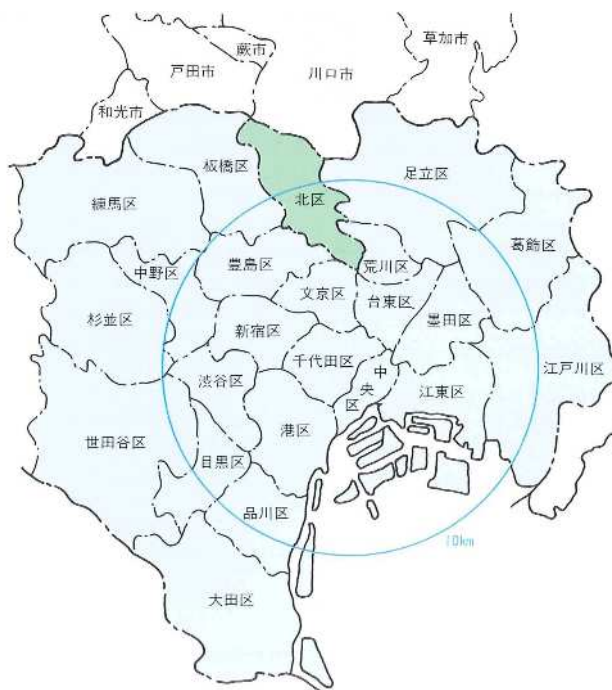 草加市
蕨市
戸田市
川口市
和光市
板橋区
足立区
練馬区
北区
葛飾区
豊島区
荒川区
中野区
文京区
台東区
墨田区
杉並区
新宿区
千代田区
中央区
江戸川区
渋谷区
江東区
世田谷区
港区
目黒区
品川区
10km
大田区